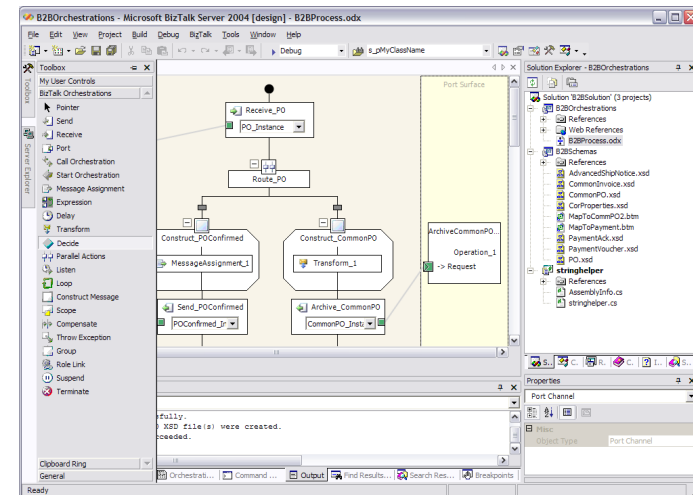 B2BOrchestrations - Microsoft BizTalk Server 2004 [design] - B2BProcess.odx
File Edit View Project Build Debug BizTalk Tools Window Help
Debug s_pMyClassName
Toolbox
My User Controls
BizTalk Orchestrations
Pointer
Send
Receive
Port
Call Orchestration
Start Orchestration
Message Assignment
Expression
Delay
Transform
Decide
Parallel Actions
Listen
Loop
Construct Message
Scope
Compensate
Throw Exception
Group
Role Link
Suspend
Terminate
Clipboard Ring
General
Toolbox
Server Explorer
Receive_PO
PO_Instance
Route_PO
Construct_POConfirmed
MessageAssignment_1
Send_POConfirmed
Construct_CommonPO
Transform_1
Archive_CommonPO
Port Surface
ArchiveCommonPO...
Operation_1
-> Request
sfully.
XSD file(s) were created.
cceeded.
Orchestrati... Command ... Output Find Results... Search Res... Breakpoints
Solution Explorer - B2BOrchestrations
Solution 'B2BSolution' (3 projects)
B2BOrchestrations
References
Web References
B2BProcess.odx
B2BSchemas
References
AdvancedShipNotice.xsd
CommonInvoice.xsd
CommonPO.xsd
CorProperties.xsd
MapToCommPO2.btm
MapToPayment.btm
PaymentAck.xsd
PaymentVoucher.xsd
PO.xsd
stringhelper
References
AssemblyInfo.cs
stringhelper.cs
S.. C.. R.. C.. I.. S..
Properties
Port Channel
Misc
Object Type Port Channel
Ready